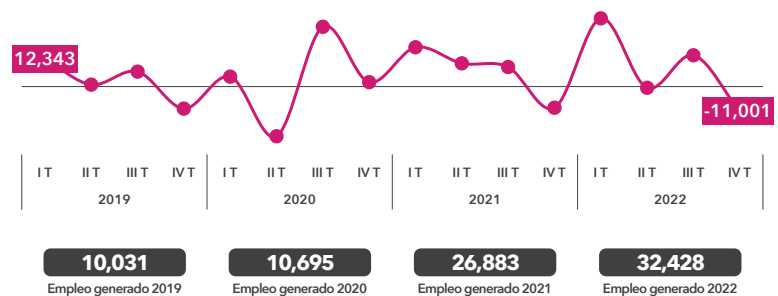 12,343
-11,001
I T II T III T IV T I T II T III T IV T I T II T III T IV T I T II T III T IV T
2019 2020 2021 2022
10,031 10,695 26,883 32,428
Empleo generado 2019 Empleo generado 2020 Empleo generado 2021 Empleo generado 2022